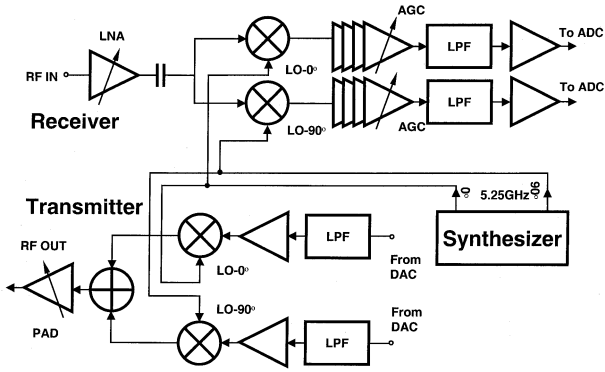 LNA
AGC
To ADC
RF IN
LPF
LO-0°
To ADC
Receiver
LPF
LO-90°
AGC
Transmitter
0°
5.25GHz
90°
Synthesizer
RF OUT
LPF
LO-0°
From
DAC
PAD
LO-90°
From
DAC
LPF